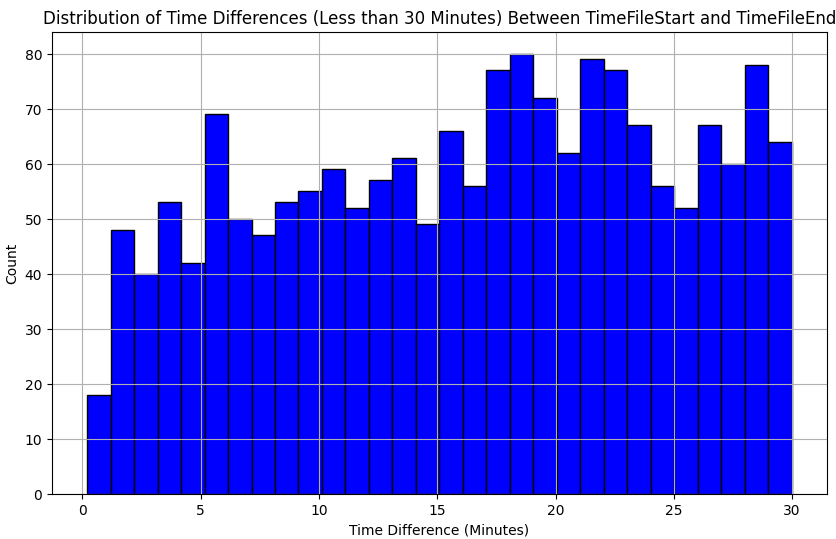 Distribution of Time Differences (Less than 30 Minutes) Between TimeFileStart and TimeFileEnd
80
70
60
50
40
30
20
10
0
Count
0 5 10 15 20 25 30
Time Difference (Minutes)